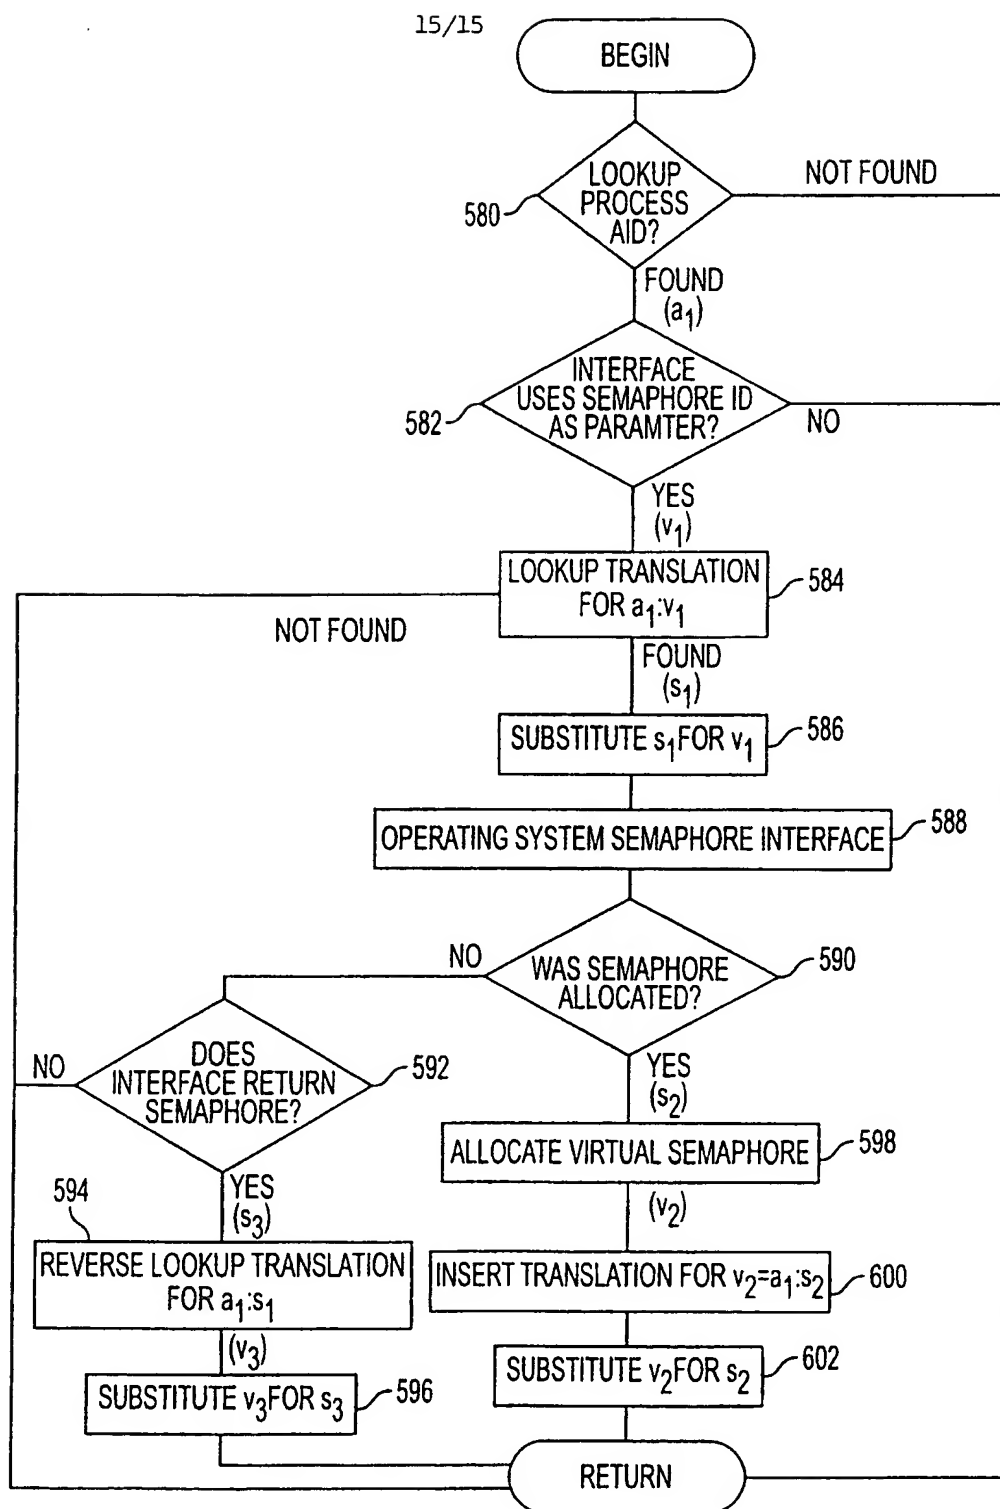 15/15
BEGIN
LOOKUP
PROCESS
AID?
580
NOT FOUND
FOUND
(a₁)
INTERFACE
USES SEMAPHORE ID
AS PARAMTER?
582
NO
YES
(v₁)
LOOKUP TRANSLATION
FOR a₁:v₁
584
NOT FOUND
FOUND
(s₁)
SUBSTITUTE s₁ FOR v₁
586
OPERATING SYSTEM SEMAPHORE INTERFACE
588
NO
WAS SEMAPHORE
ALLOCATED?
590
NO
DOES
INTERFACE RETURN
SEMAPHORE?
592
YES
(s₂)
ALLOCATE VIRTUAL SEMAPHORE
598
594
YES
(s₃)
(v₂)
REVERSE LOOKUP TRANSLATION
FOR a₁:s₁
INSERT TRANSLATION FOR v₂=a₁:s₂
600
(v₃)
SUBSTITUTE v₃ FOR s₃
596
SUBSTITUTE v₂ FOR s₂
602
RETURN